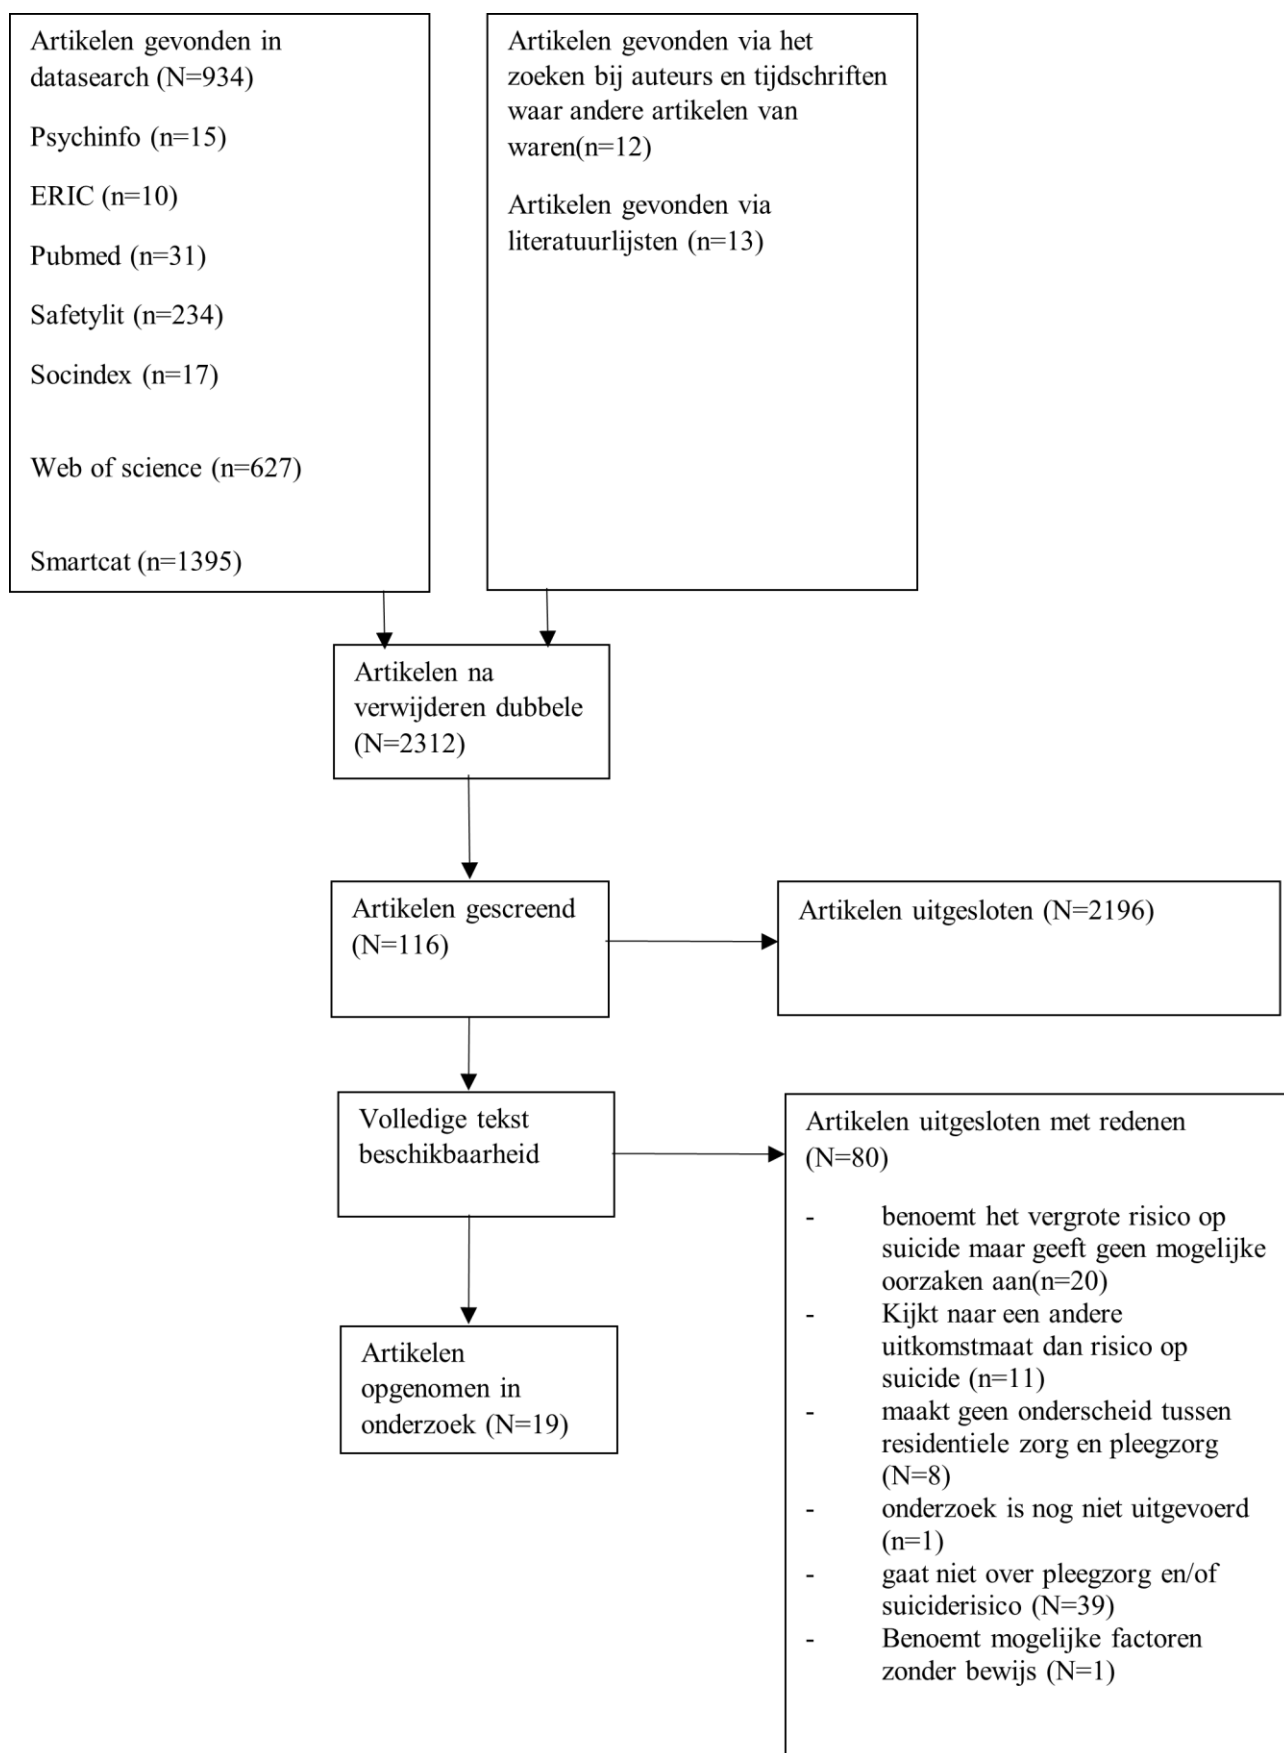 Artikelen gevonden in
datasearch (N=934)
Psychinfo (n=15)
ERIC (n=10)
Pubmed (n=31)
Safetylit (n=234)
Socindex (n=17)
Web of science (n=627)
Smartcat (n=1395)
Artikelen gevonden via het
zoeken bij auteurs en tijdschriften
waar andere artikelen van
waren(n=12)
Artikelen gevonden via
literatuurlijsten (n=13)
Artikelen na
verwijderen dubbele
(N=2312)
Artikelen gescreend
(N=116)
Artikelen uitgesloten (N=2196)
Volledige tekst
beschikbaarheid
Artikelen uitgesloten met redenen
(N=80)
- benoemt het vergrote risico op
suicide maar geeft geen mogelijke
oorzaken aan(n=20)
- Kijkt naar een andere
uitkomstmaat dan risico op
suicide (n=11)
- maakt geen onderscheid tussen
residentiele zorg en pleegzorg
(N=8)
- onderzoek is nog niet uitgevoerd
(n=1)
- gaat niet over pleegzorg en/of
suiciderisico (N=39)
- Benoemt mogelijke factoren
zonder bewijs (N=1)
Artikelen
opgenomen in
onderzoek (N=19)